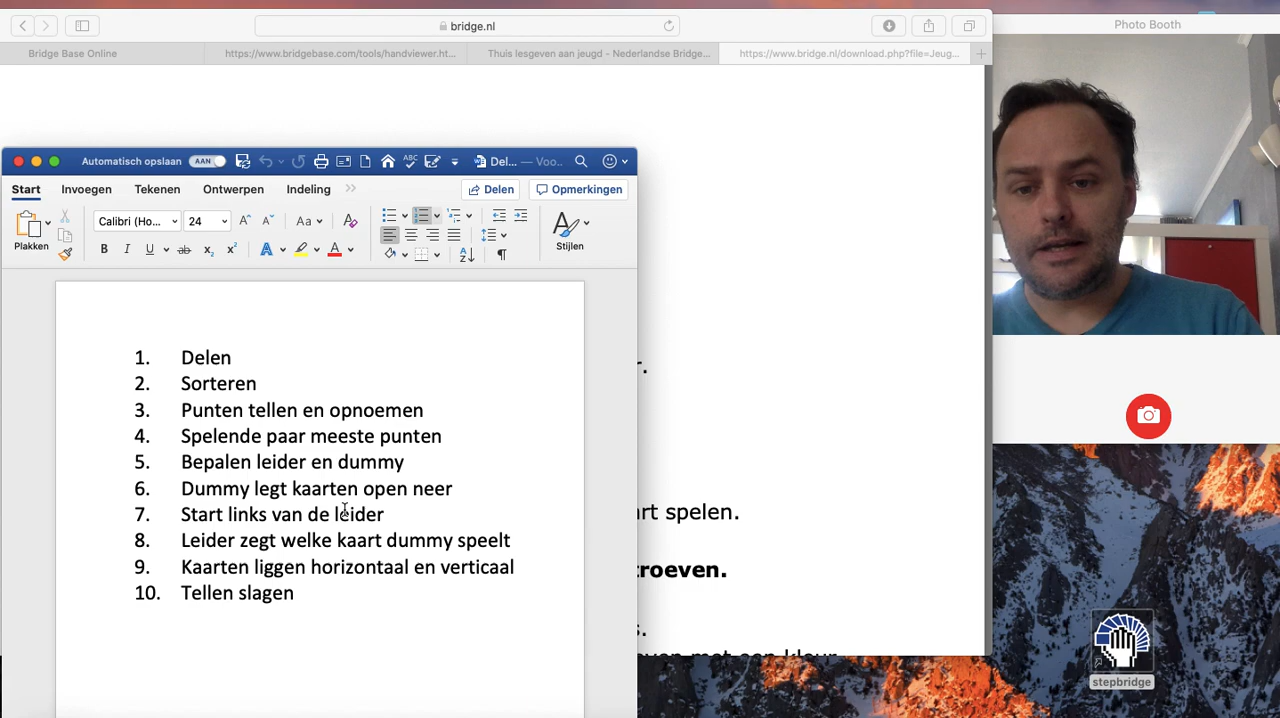 bridge.nl
Photo Booth
Bridge Base Online
https://www.bridgebase.com/tools/handviewer.ht...
Thuis lesgeven aan jeugd - Nederlandse Bridge...
https://www.bridge.nl/download.php?file=Jeug...
Automatisch opslaan
AAN
ABC
Del... — Voo...
Start
Invoegen
Tekenen
Ontwerpen
Indeling
Delen
Opmerkingen
Plakken
Calibri (Ho...
24
Stijlen
1. Delen
2. Sorteren
3. Punten tellen en opnoemen
4. Spelende paar meeste punten
5. Bepalen leider en dummy
6. Dummy legt kaarten open neer
7. Start links van de leider
8. Leider zegt welke kaart dummy speelt
9. Kaarten liggen horizontaal en verticaal
10. Tellen slagen
spelen.
troeven.
met een kleur
stepbridge